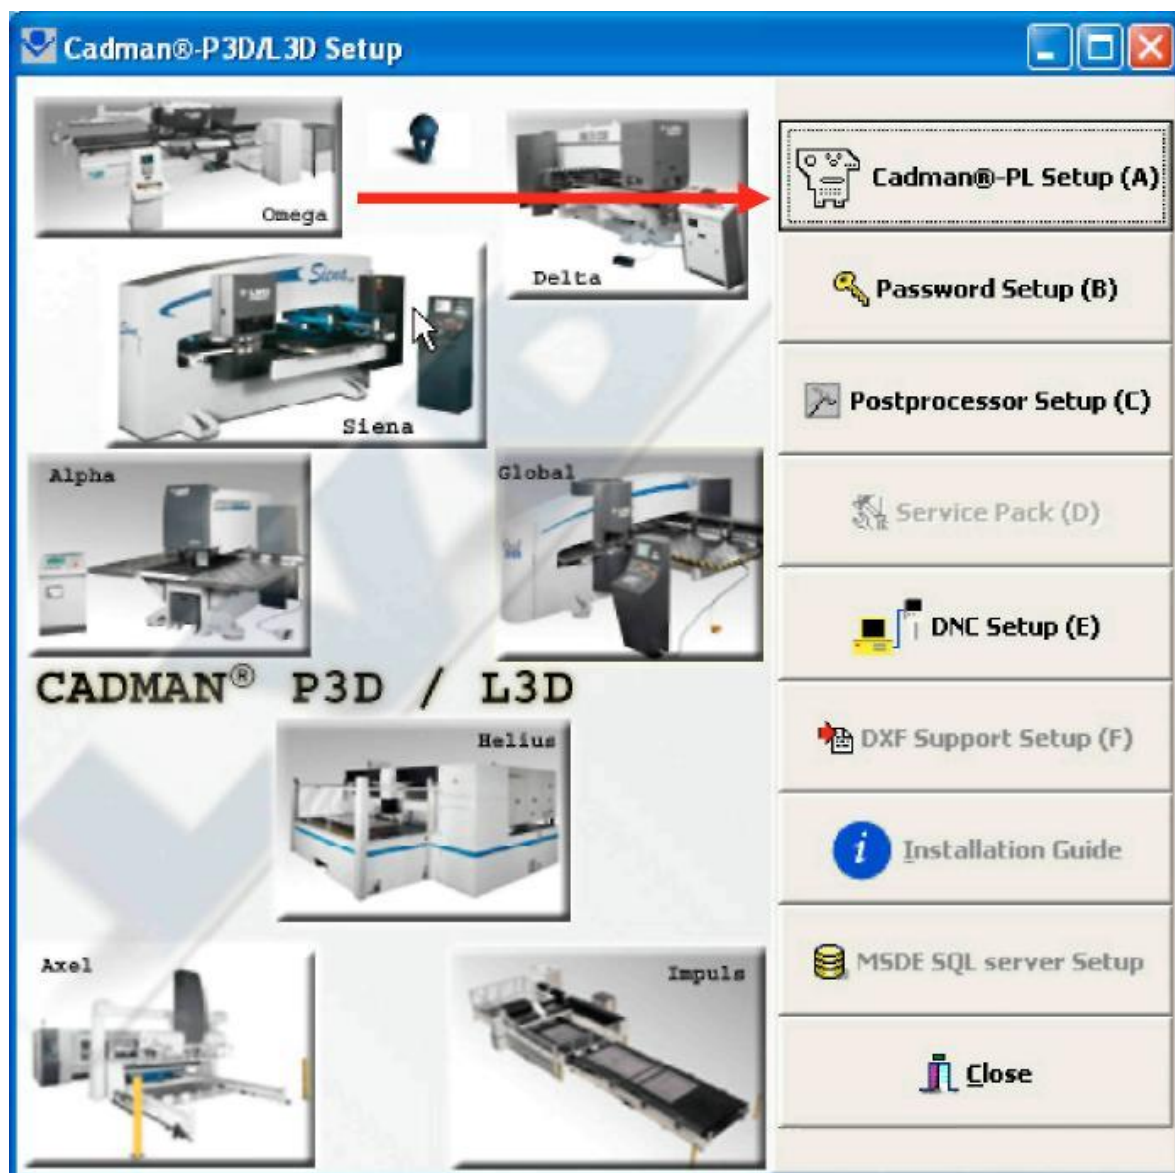 Cadman®-P3D/L3D Setup
Omega
Delta
Siena
Siena
Alpha
Global
CADMAN® P3D / L3D
Helius
Axel
Impuls
Cadman®-PL Setup (A)
Password Setup (B)
Postprocessor Setup (C)
Service Pack (D)
DNC Setup (E)
DXF Support Setup (F)
Installation Guide
MSDE SQL server Setup
Close